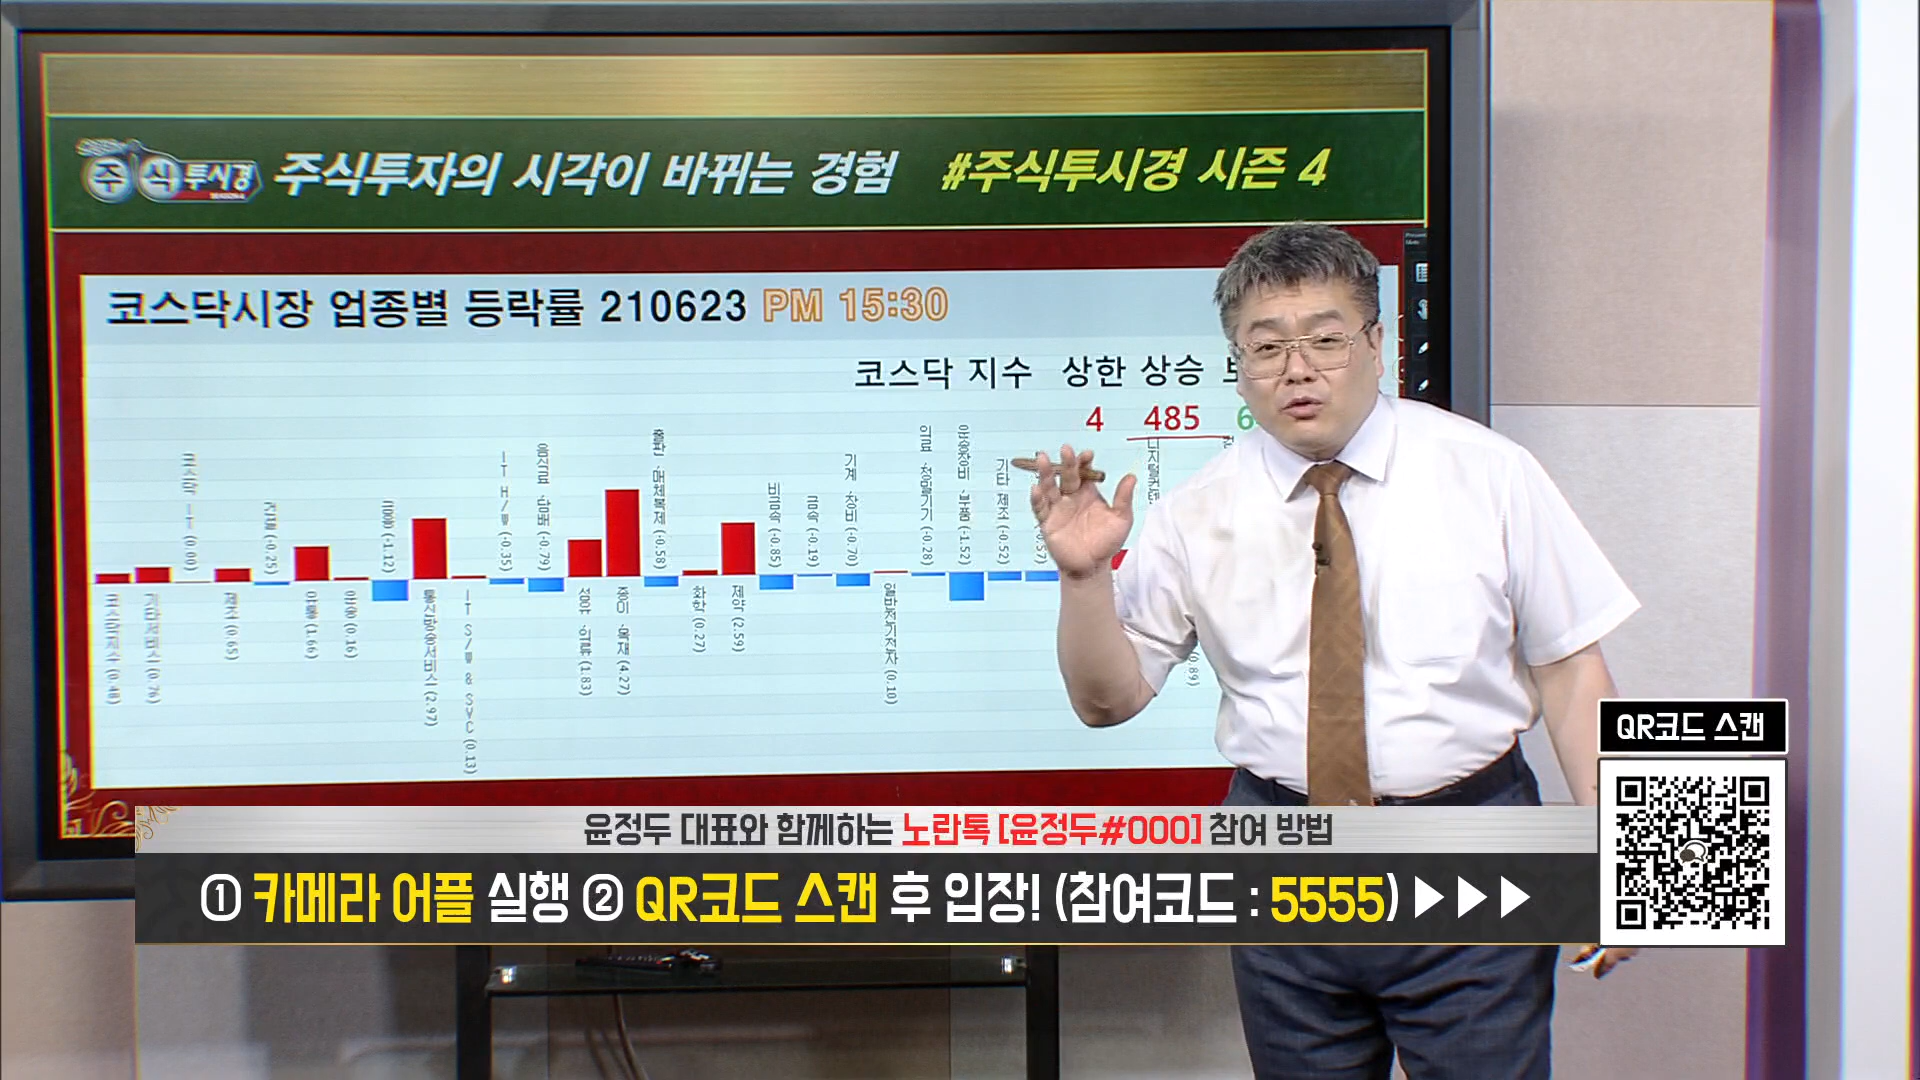 주식투시경
주식투자의 시각이 바뀌는 경험 #주식투시경 시즌 4
코스닥시장 업종별 등락률 210623 PM 15:30
코스닥 지수 상한 상승
4 485 6
코스닥지수 (0.48)
기타서비스 (0.76)
코스닥 IT (0.00)
제조 (0.65)
건설 (-0.25)
유통 (1.66)
운송 (0.16)
금융 (-1.12)
통신방송서비스 (2.97)
IT S/W & SVC (0.13)
IT H/W (-0.35)
음식료·담배 (-0.79)
섬유·의류 (1.83)
종이·목재 (4.27)
출판·매체복제 (-0.58)
화학 (0.27)
제약 (2.59)
비금속 (-0.85)
금속 (-0.19)
기계·장비 (-0.70)
일반전기전자 (0.10)
의료·정밀기기 (-0.28)
운송장비·부품 (-1.52)
기타 제조 (-0.52)
디지털컨텐
0.89)
QR코드 스캔
윤정두 대표와 함께하는 노란톡 [윤정두#000] 참여 방법
① 카메라 어플 실행 ② QR코드 스캔 후 입장! (참여코드 : 5555) ▶▶▶